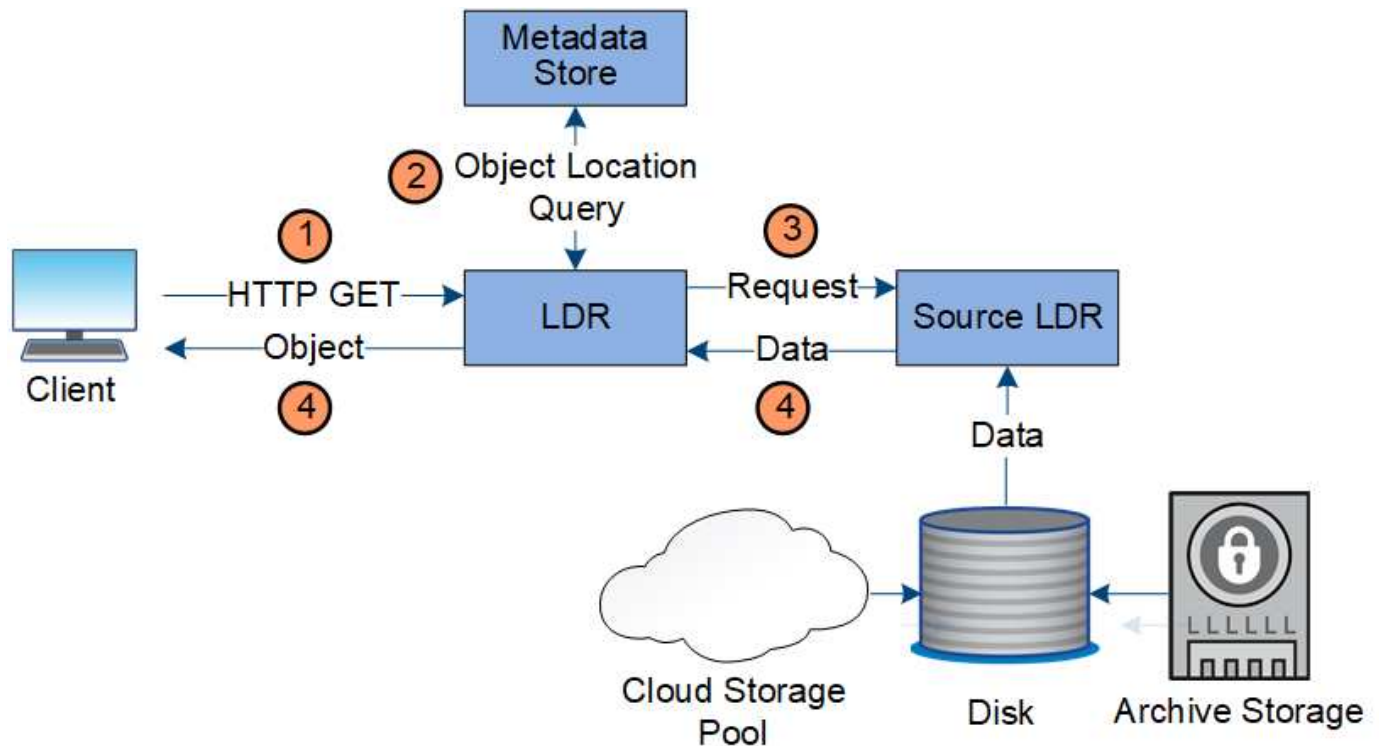 Metadata
Store
2
Object Location
Query
1
3
HTTP GET
LDR
Request
Source LDR
Object
Data
Client
4
4
Data
LLLLLL
Cloud Storage
Pool
Disk
Archive Storage